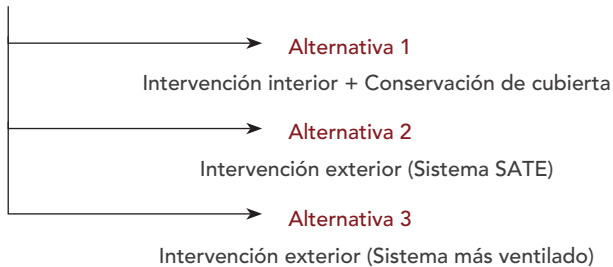 Alternativa 1
Intervención interior + Conservación de cubierta
Alternativa 2
Intervención exterior (Sistema SATE)
Alternativa 3
Intervención exterior (Sistema más ventilado)